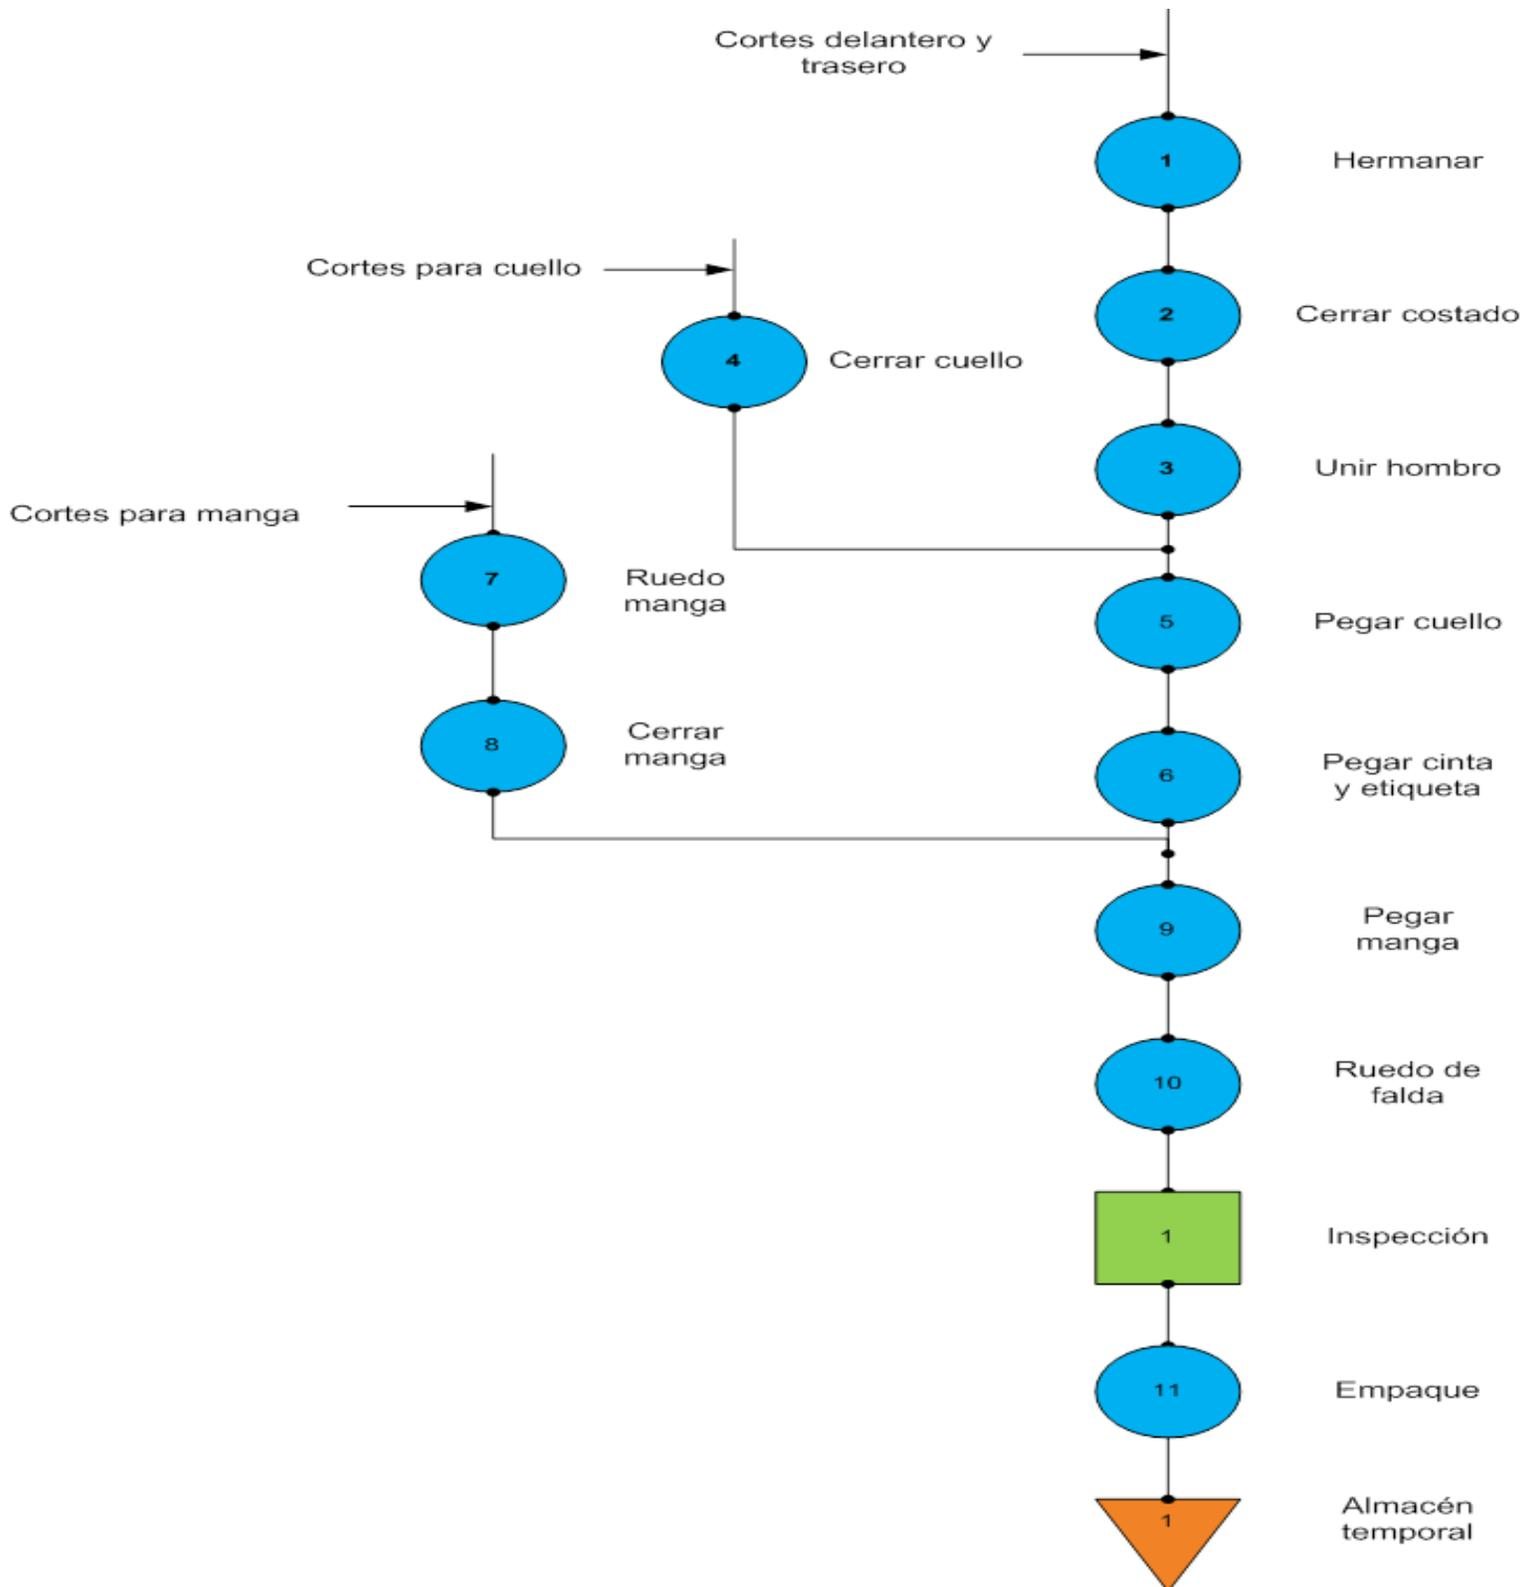 Cortes delantero y
trasero
1
Hermanar
Cortes para cuello
2
Cerrar costado
4
Cerrar cuello
3
Unir hombro
Cortes para manga
7
Ruedo
manga
5
Pegar cuello
8
Cerrar
manga
6
Pegar cinta
y etiqueta
9
Pegar
manga
10
Ruedo de
falda
1
Inspección
11
Empaque
1
Almacén
temporal